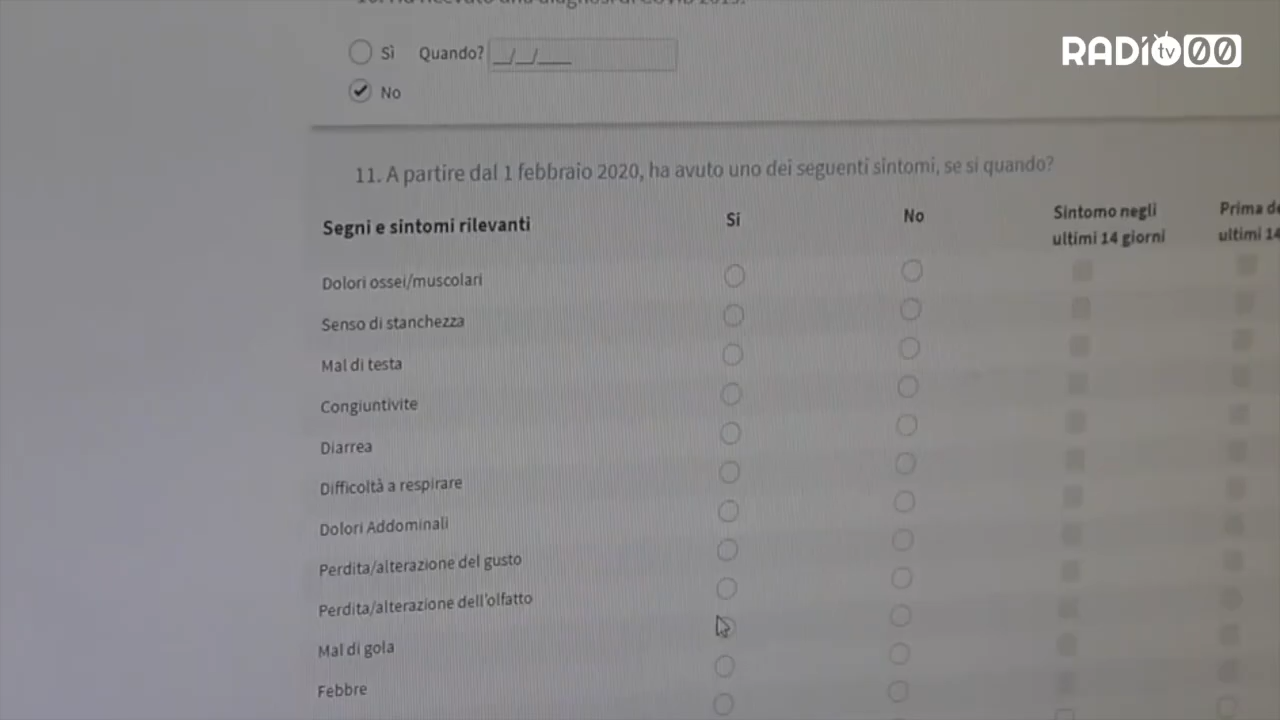 RADIO tv 00
Sì Quando? __/__/____
No
11. A partire dal 1 febbraio 2020, ha avuto uno dei seguenti sintomi, se si quando?
Segni e sintomi rilevanti Si No Sintomo negli ultimi 14 giorni Prima
ultimi 14
Dolori ossei/muscolari
Senso di stanchezza
Mal di testa
Congiuntivite
Diarrea
Difficoltà a respirare
Dolori Addominali
Perdita/alterazione del gusto
Perdita/alterazione dell'olfatto
Mal di gola
Febbre